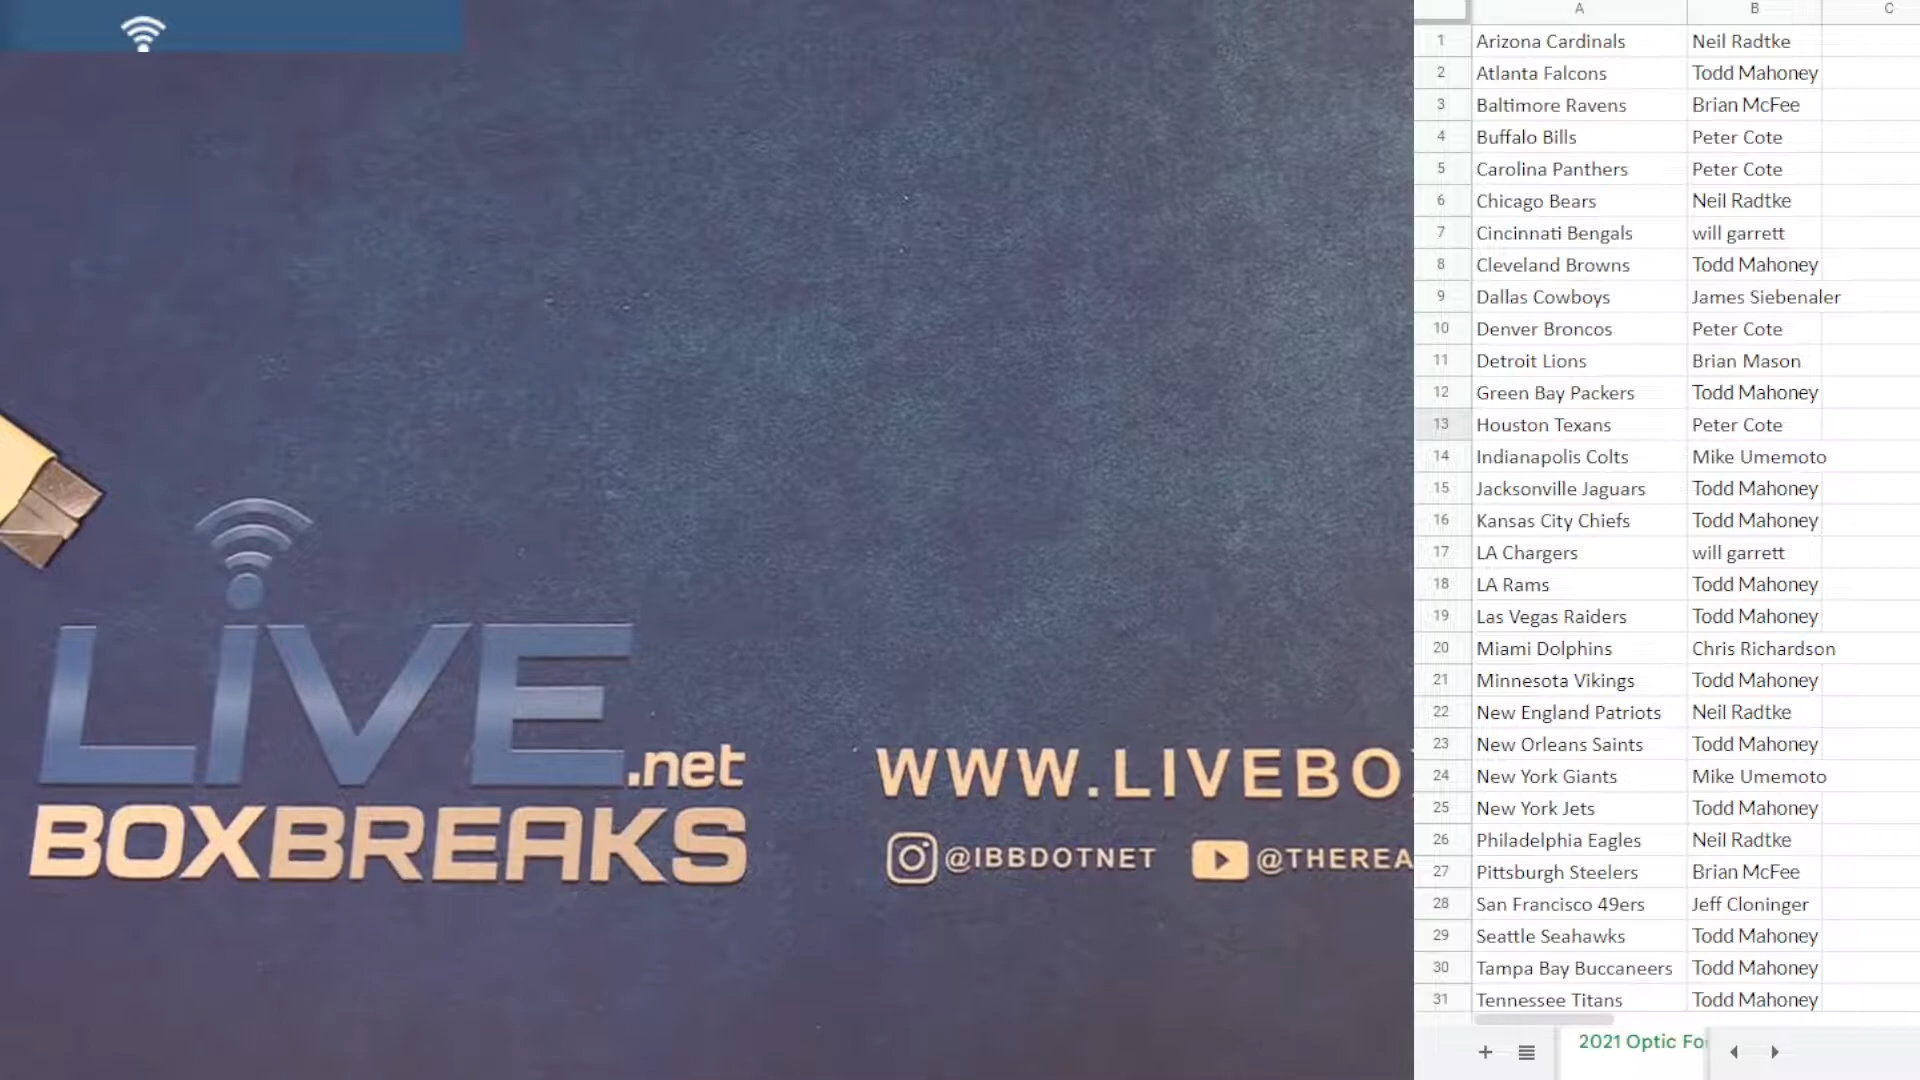 LIVE
.net
BOXBREAKS
WWW.LIVEBO
@IBBDOTNET
@THEREA
A B C
1 Arizona Cardinals Neil Radtke
2 Atlanta Falcons Todd Mahoney
3 Baltimore Ravens Brian McFee
4 Buffalo Bills Peter Cote
5 Carolina Panthers Peter Cote
6 Chicago Bears Neil Radtke
7 Cincinnati Bengals will garrett
8 Cleveland Browns Todd Mahoney
9 Dallas Cowboys James Siebenaler
10 Denver Broncos Peter Cote
11 Detroit Lions Brian Mason
12 Green Bay Packers Todd Mahoney
13 Houston Texans Peter Cote
14 Indianapolis Colts Mike Umemoto
15 Jacksonville Jaguars Todd Mahoney
16 Kansas City Chiefs Todd Mahoney
17 LA Chargers will garrett
18 LA Rams Todd Mahoney
19 Las Vegas Raiders Todd Mahoney
20 Miami Dolphins Chris Richardson
21 Minnesota Vikings Todd Mahoney
22 New England Patriots Neil Radtke
23 New Orleans Saints Todd Mahoney
24 New York Giants Mike Umemoto
25 New York Jets Todd Mahoney
26 Philadelphia Eagles Neil Radtke
27 Pittsburgh Steelers Brian McFee
28 San Francisco 49ers Jeff Cloninger
29 Seattle Seahawks Todd Mahoney
30 Tampa Bay Buccaneers Todd Mahoney
31 Tennessee Titans Todd Mahoney
2021 Optic Fo